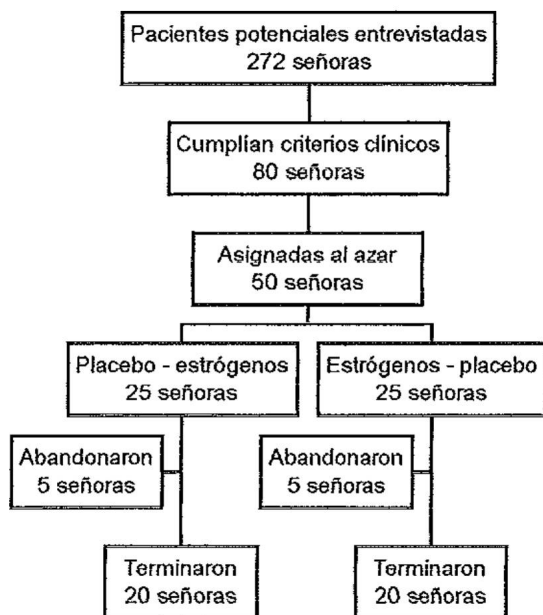 Pacientes potenciales entrevistadas
272 señoras
Cumplían criterios clínicos
80 señoras
Asignadas al azar
50 señoras
Placebo - estrógenos
25 señoras
Estrógenos - placebo
25 señoras
Abandonaron
5 señoras
Abandonaron
5 señoras
Terminaron
20 señoras
Terminaron
20 señoras